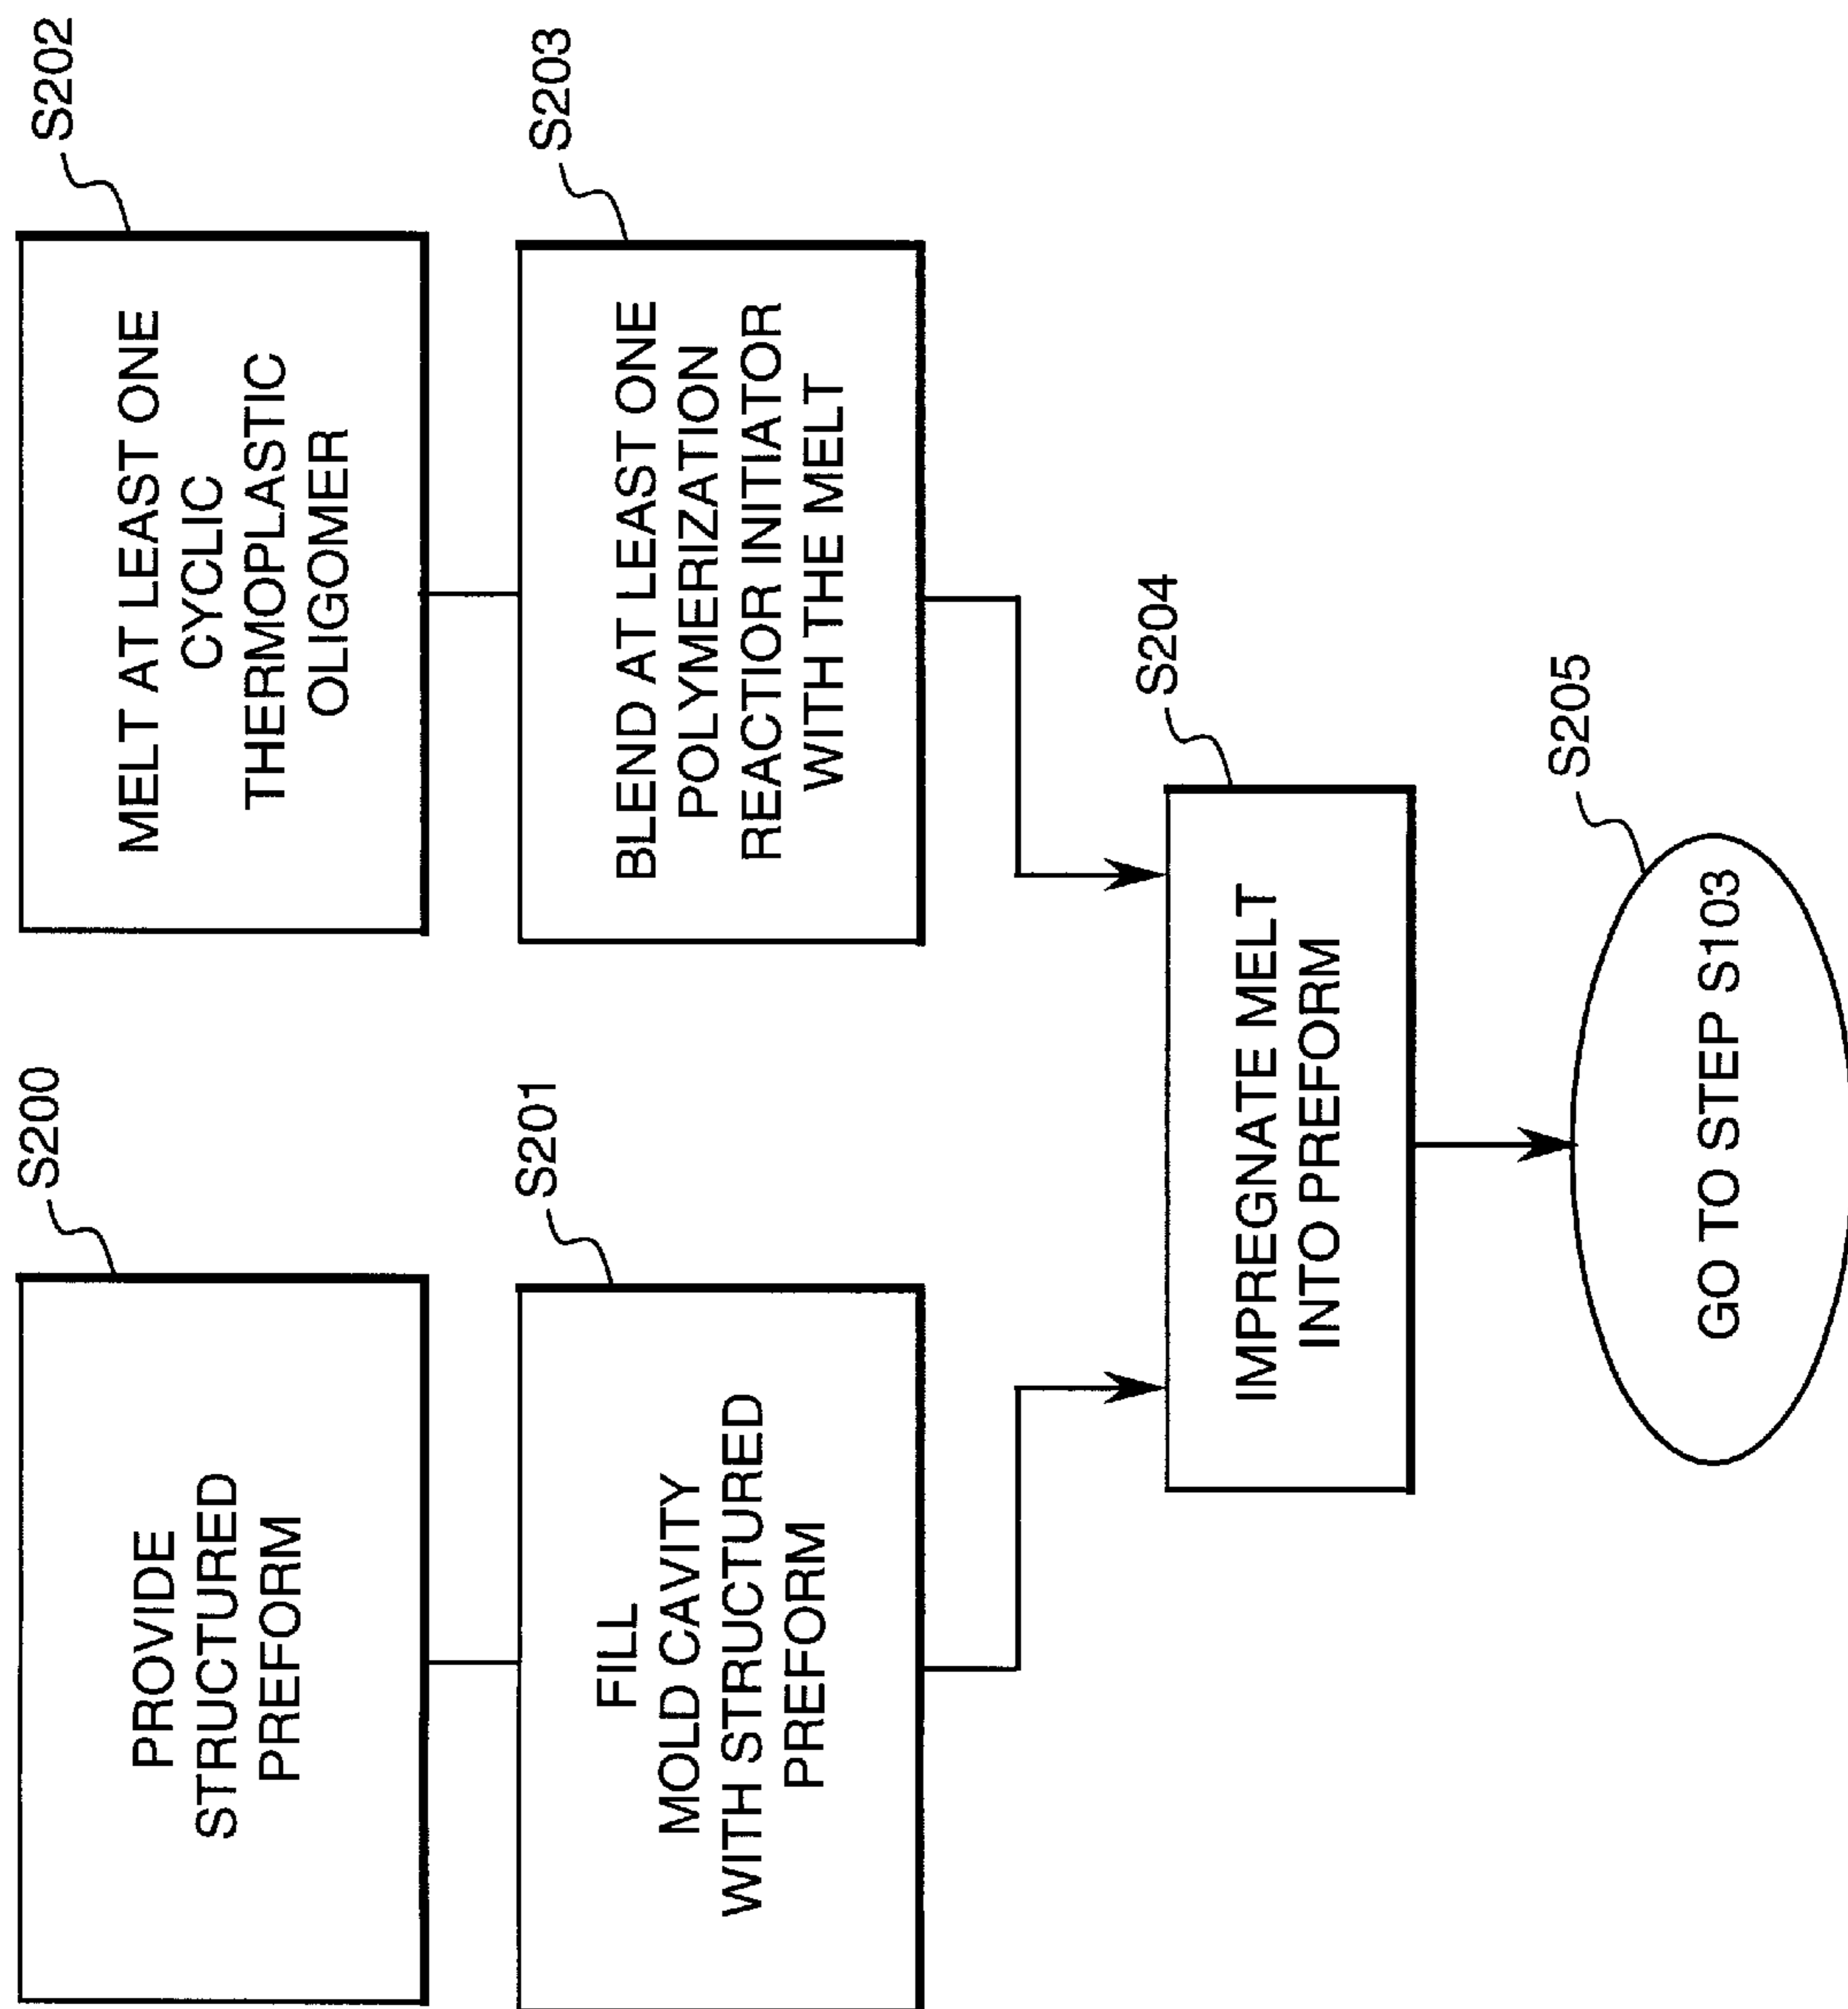 S200
PROVIDE
STRUCTURED
PREFORM
S201
FILL
MOLD CAVITY
WITH STRUCTURED
PREFORM
S202
MELT AT LEAST ONE
CYCLIC
THERMOPLASTIC
OLIGOMER
S203
BLEND AT LEAST ONE
POLYMERIZATION
REACTIOR INITIATOR
WITH THE MELT
S204
IMPREGNATE MELT
INTO PREFORM
S205
GO TO STEP S103